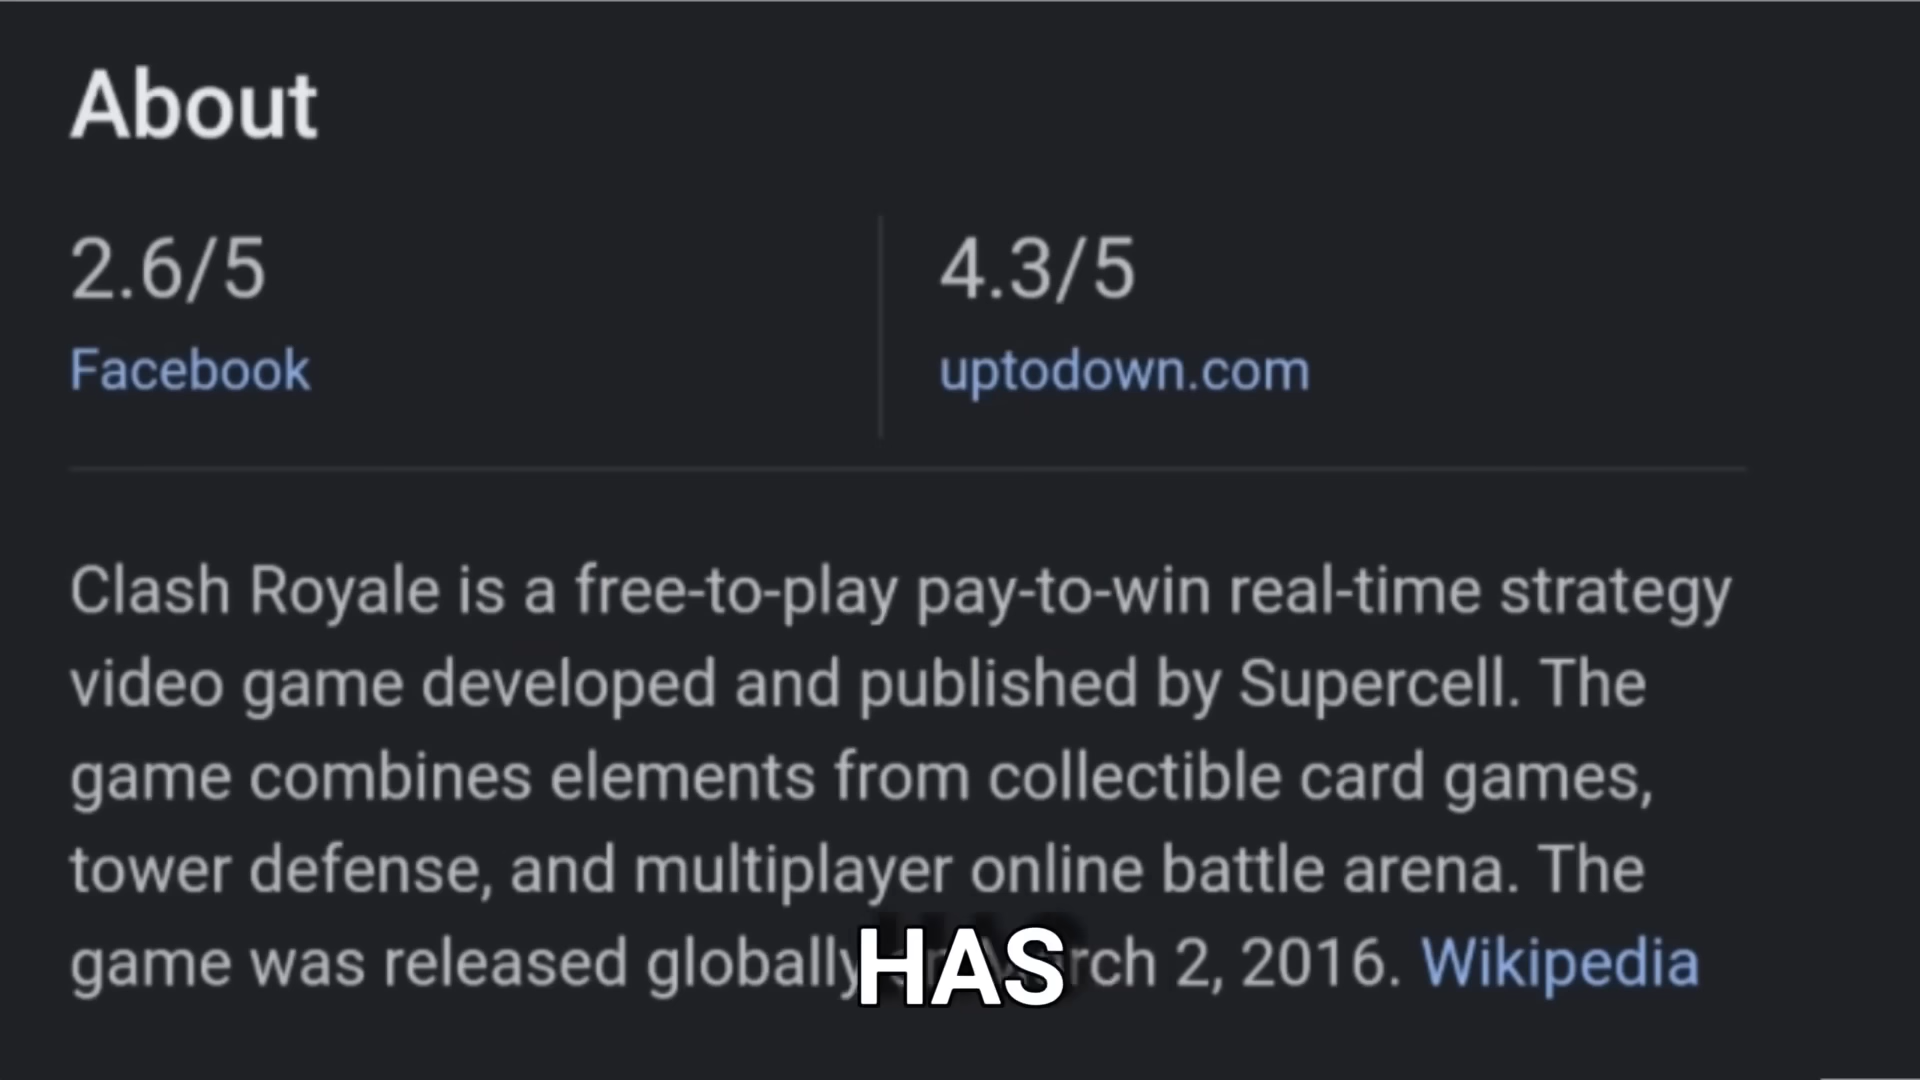 About
2.6/5
Facebook
4.3/5
uptodown.com
Clash Royale is a free-to-play pay-to-win real-time strategy
video game developed and published by Supercell. The
game combines elements from collectible card games,
tower defense, and multiplayer online battle arena. The
game was released globally March 2, 2016. Wikipedia
HAS